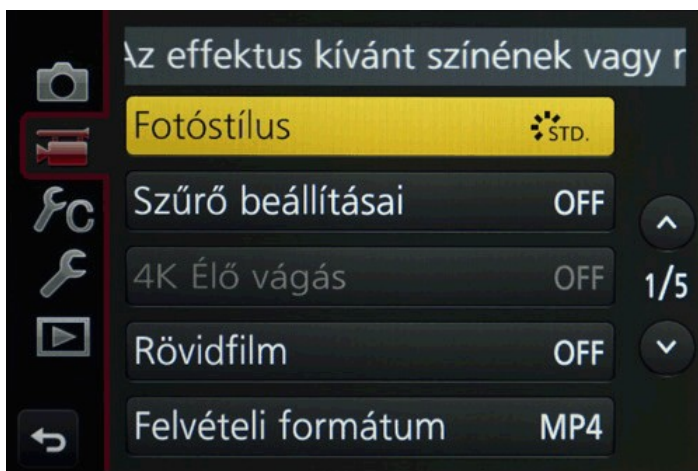 Az effektus kívánt színének vagy r
Fotóstílus STD.
Szűrő beállításai OFF
C
4K Élő vágás OFF
1/5
Rövidfilm OFF
Felvételi formátum MP4